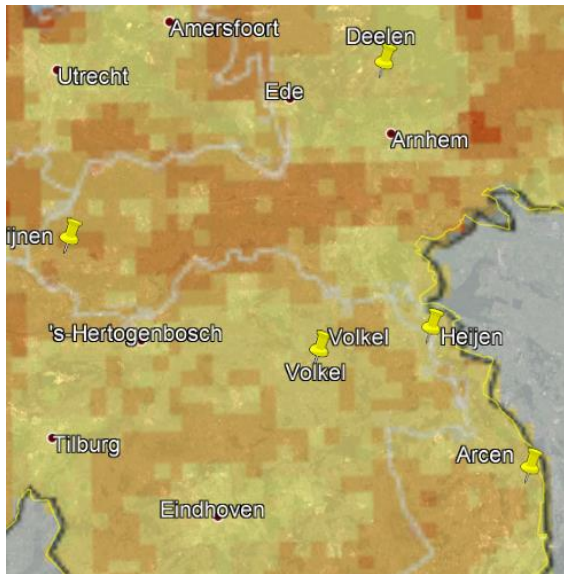 Amersfoort
Deelen
Utrecht
Ede
Arnhem
ijnen
's-Hertogenbosch
Volkel
Heijen
Volkel
Tilburg
Arcen
Eindhoven